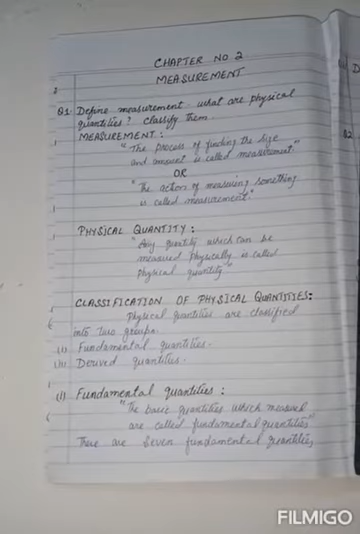 CHAPTER NO 2
MEASUREMENT
Q1. Define measurement. what are physical
quantities? classify them.
MEASUREMENT:
"The process of finding the size
and amount is called measurement"
OR
"The action of measuring something
is called measurement."
PHYSICAL QUANTITY:
"Any quantity which can be
measured physically is called
physical quantity."
CLASSIFICATION OF PHYSICAL QUANTITIES:
Physical quantities are classified
into two groups.
(i) Fundamental quantities.
(ii) Derived quantities.
(i) Fundamental quantities:
"The basic quantities which measured
are called fundamental quantities"
There are Seven fundamental quantities,
FILMIGO